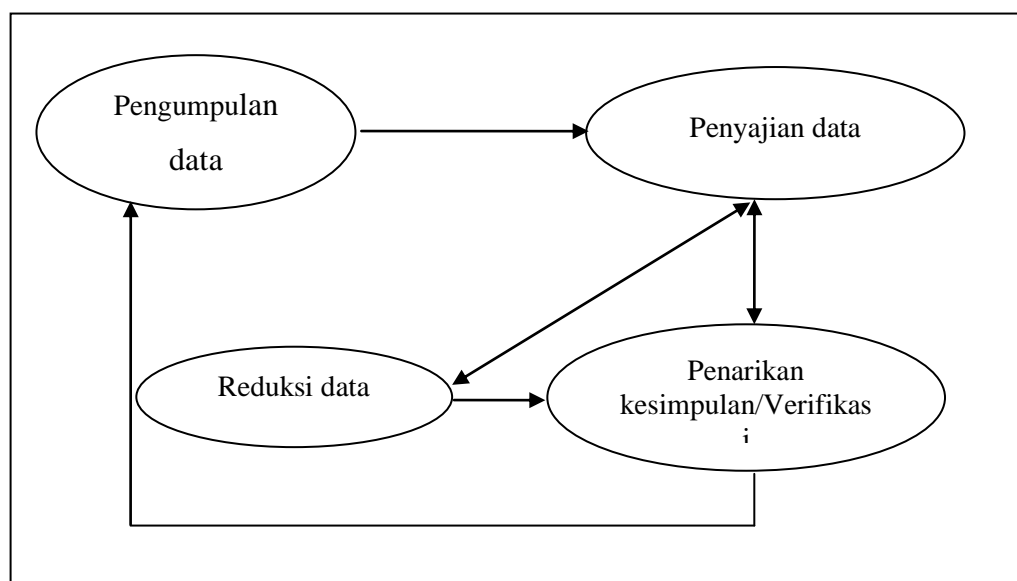 Pengumpulan
data
Penyajian data
Reduksi data
Penarikan
kesimpulan/Verifikas
i